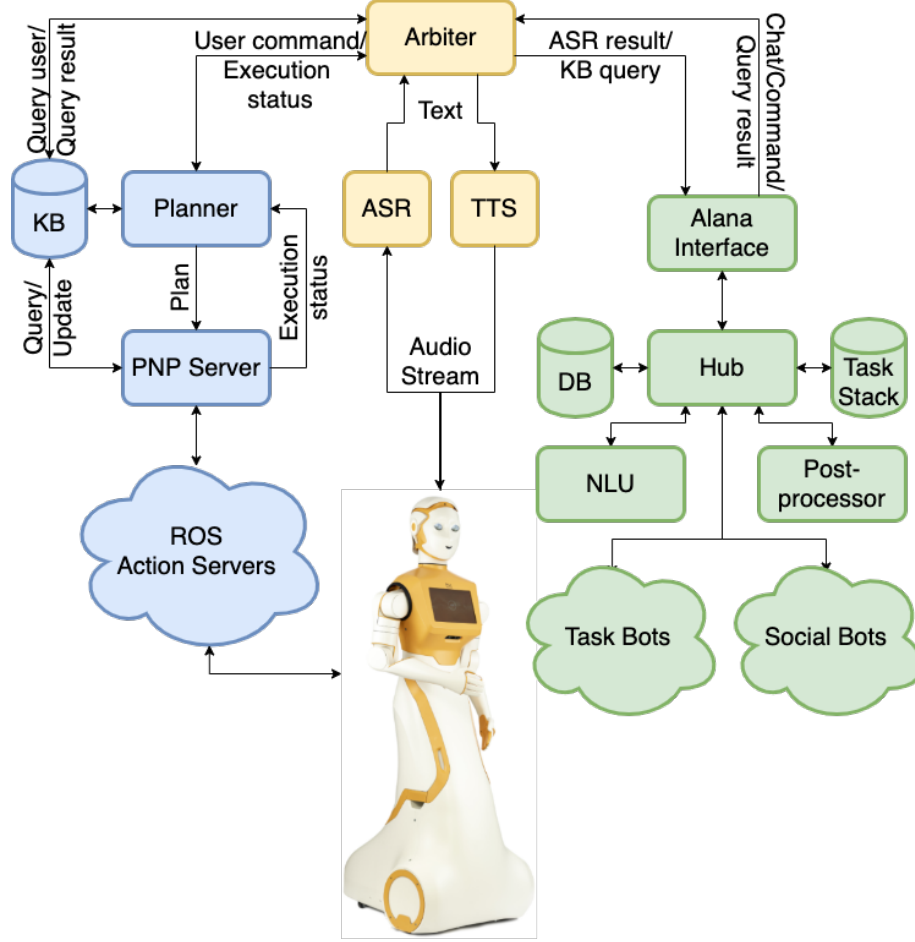 Arbiter
Query user/
Query result
User command/
Execution
status
ASR result/
KB query
Chat/Command/
Query result
Text
KB
Planner
ASR
TTS
Alana
Interface
Query/
Update
Plan
Execution
status
PNP Server
Audio
Stream
DB
Hub
Task
Stack
NLU
Post-
processor
ROS
Action Servers
Task Bots
Social Bots